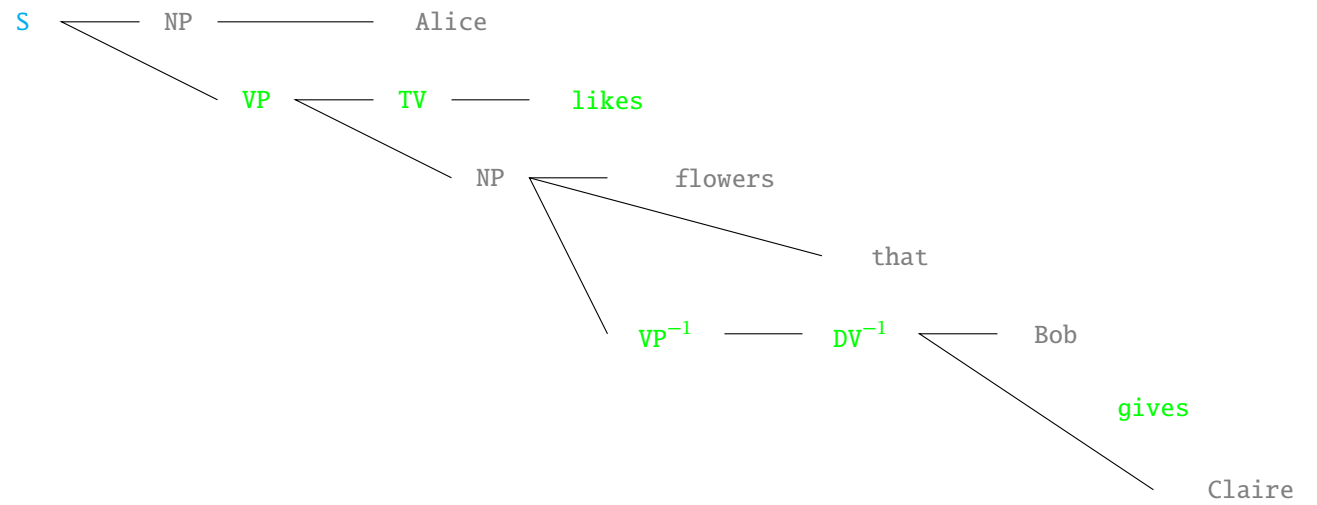 S NP Alice
VP TV likes
NP flowers
that
VP⁻¹ DV⁻¹ Bob
gives
Claire